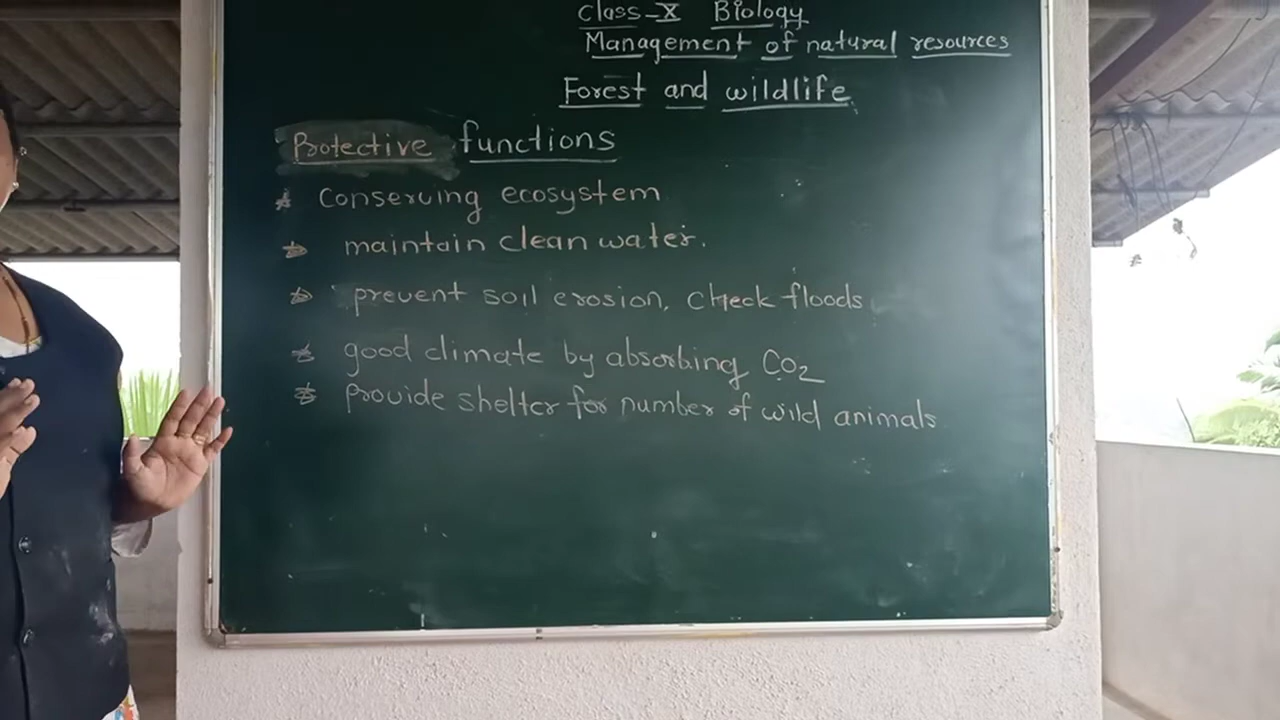 Class-X Biology
Management of natural resources
Forest and wildlife
Protective functions
* Conserving ecosystem
* maintain clean water.
* prevent soil erosion, check floods
* good climate by absorbing CO2
* provide shelter for number of wild animals